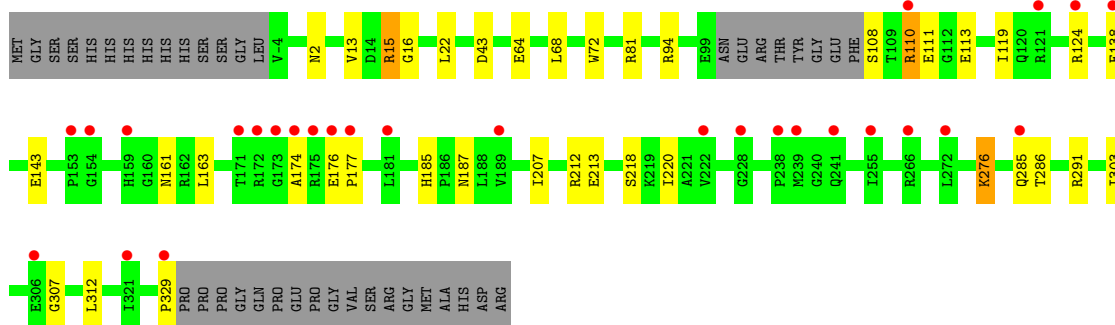 MET GLY SER SER HIS HIS HIS HIS HIS HIS SER SER GLY LEU V-4 N2 V13 D14 R15 G16 L22 D43 E64 L68 W72 R81 R94 E99 ASN GLU ARG THR TYR GLY GLU PHE S108 T109 R110 E111 G112 E113 I119 Q120 R121 R124 E138
E143 P153 G154 H159 G160 N161 R162 L163 T171 R172 G173 A174 R175 E176 P177 L181 H185 P186 N187 L188 V189 I207 R212 E213 S218 K219 I220 A221 V222 G228 P238 M239 G240 Q241 I255 R266 L272 K276 Q285 T286 R291
E306 G307 L312 I321 P329 PRO PRO PRO GLY GLN PRO GLU PRO GLY VAL SER ARG GLY MET ALA HIS ASP ARG